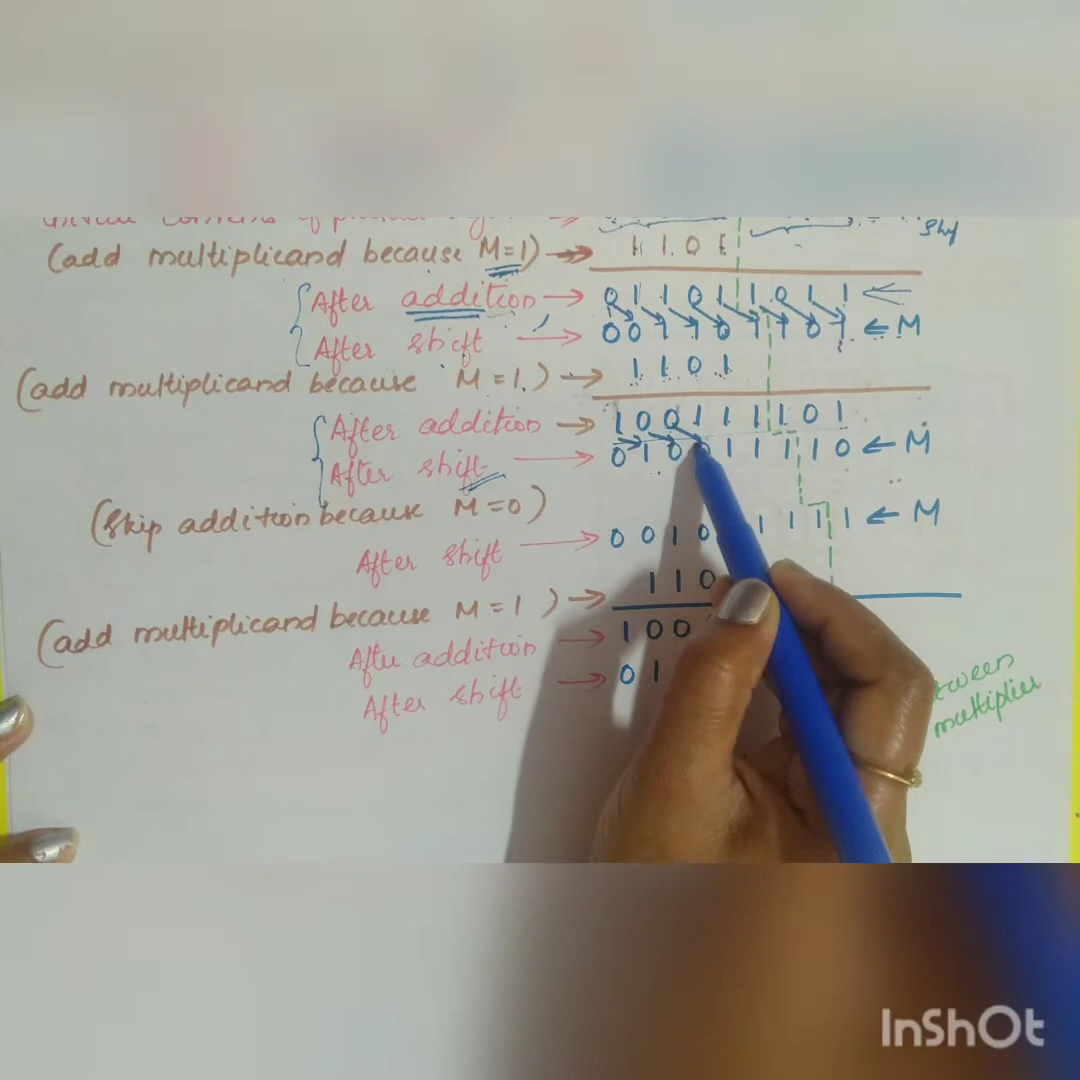 (add multiplicand because M=1) → 1 1 0 1
After addition → 0 1 1 0 1 1 0 1 1 ←
After shift → 0 0 1 1 0 1 1 0 1 ← M
(add multiplicand because M=1.) → 1 1 0 1
After addition → 1 0 0 1 1 1 1 0 1
After shift → 0 1 0 0 1 1 1 1 0 ← M
(Skip addition because M=0)
After shift → 0 0 1 0 1 1 1 1 ← M
(add multiplicand because M=1) → 1 1 0
After addition → 1 0 0
After shift → 0 1
multiplier
InShOt